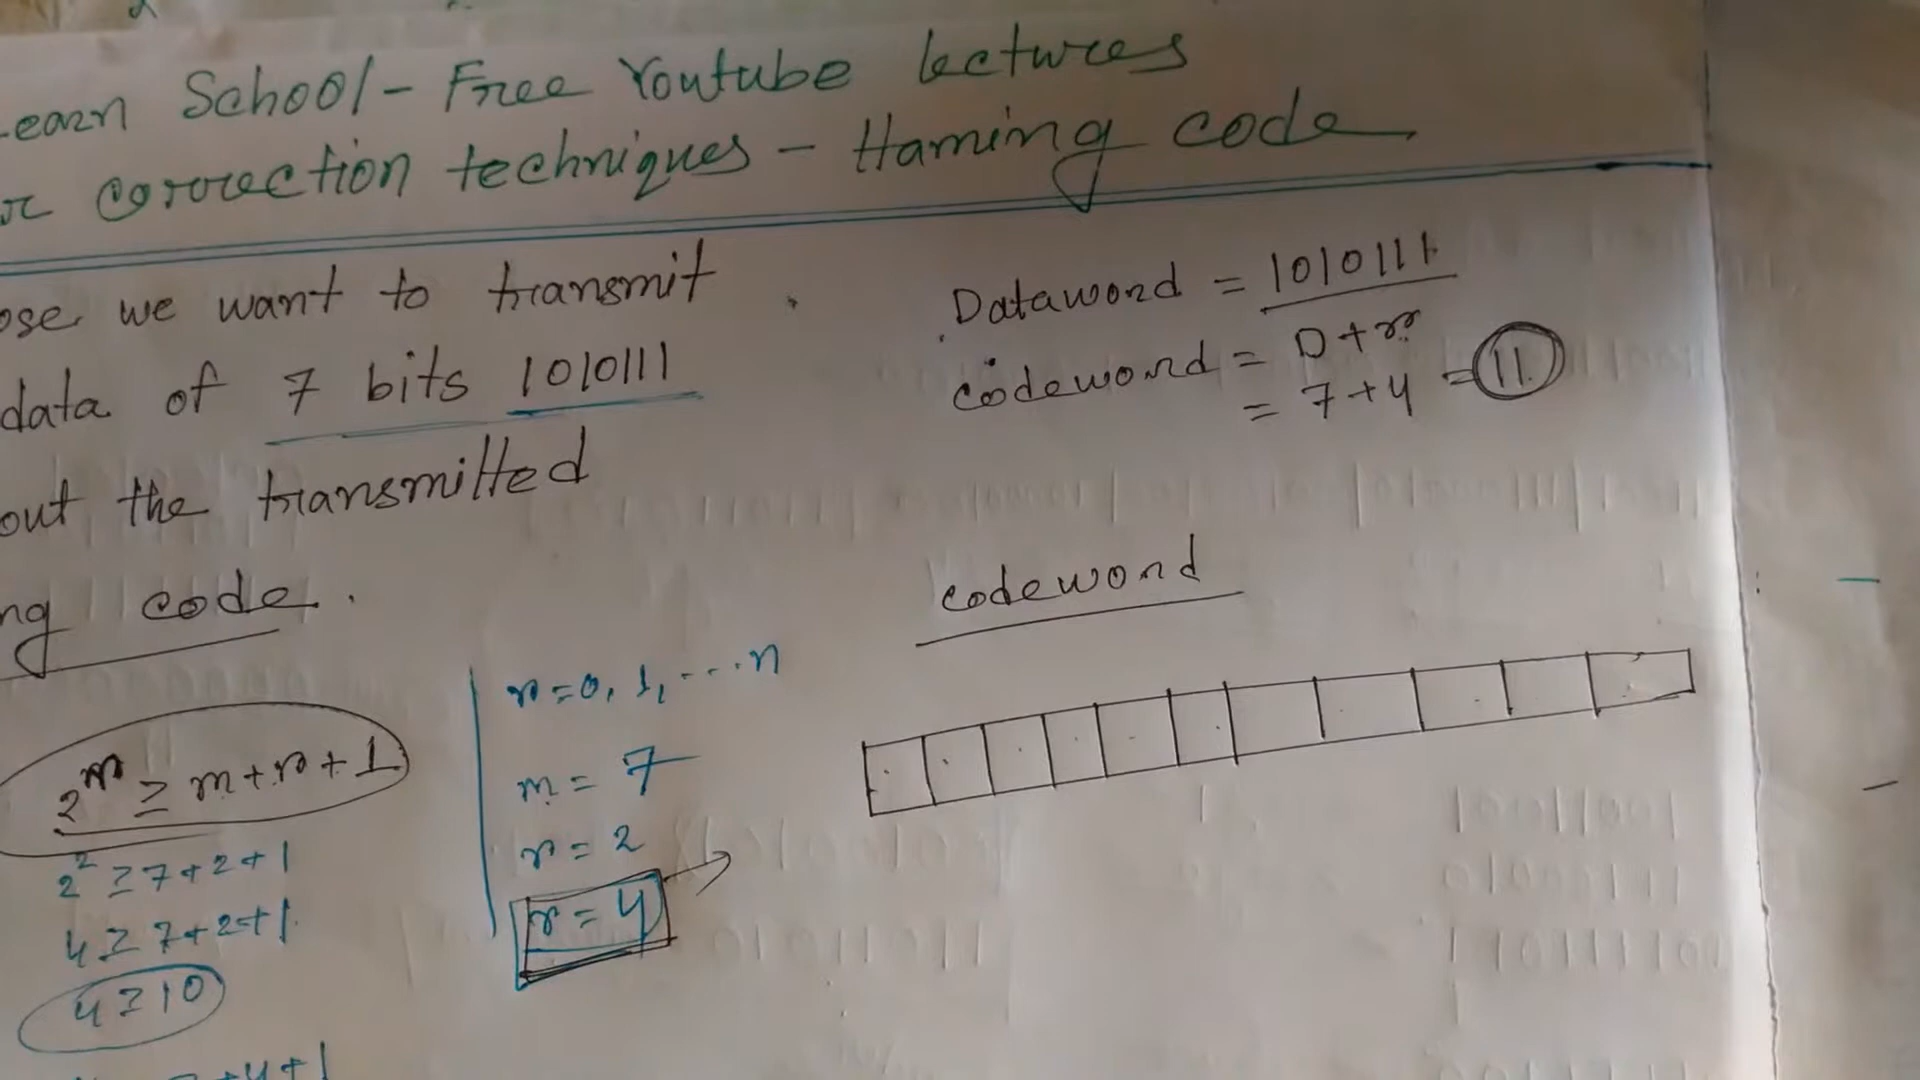 Learn School - Free Youtube lectures
correction techniques - Haming code
we want to transmit
data of 7 bits 1010111
out the transmitted
code.
Dataword = 1010111
codeword = D+r
= 7+4 = 11
codeword
2^r ≥ m+r+1
2^2 ≥ 7+2+1
4 ≥ 7+2+1
4 ≥ 10
r=0, 1, ...n
m = 7
r = 2
r = 4